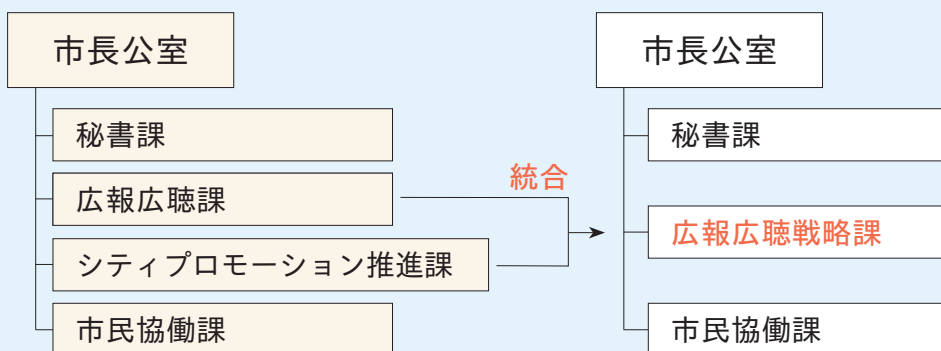 市長公室
秘書課
広報広聴課
シティプロモーション推進課
市民協働課
統合
市長公室
秘書課
広報広聴戦略課
市民協働課